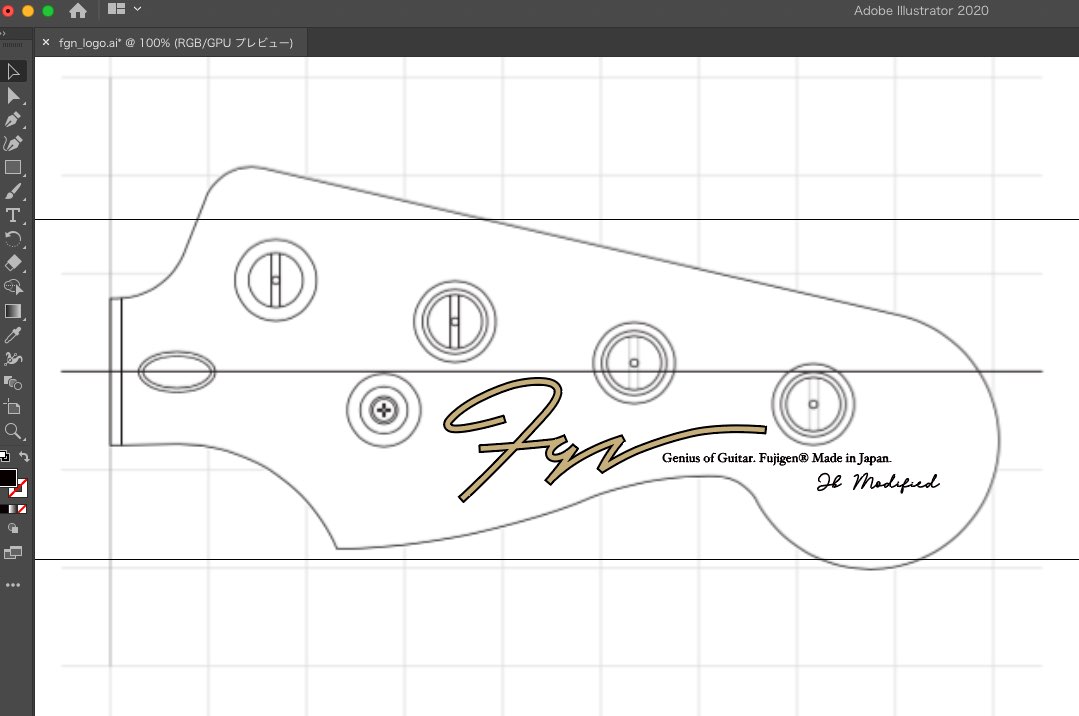 Adobe Illustrator 2020
fgn_logo.ai* @ 100% (RGB/GPU プレビュー)
Fgn
Genius of Guitar. Fujigen® Made in Japan.
Jb Modified